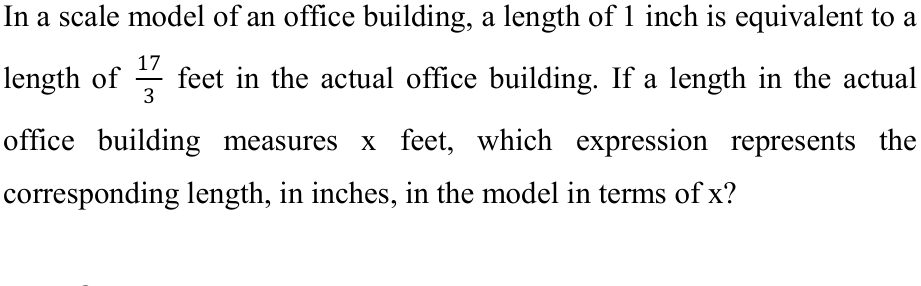 In a scale model of an office building, a length of 1 inch is equivalent to a
length of 17/3 feet in the actual office building. If a length in the actual
office building measures x feet, which expression represents the
corresponding length, in inches, in the model in terms of x?